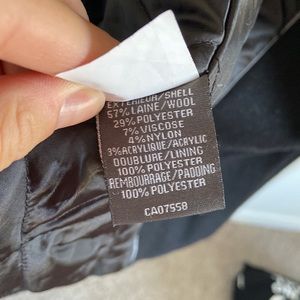 EXTERIEUR/SHELL
57% LAINE/WOOL
29% POLYESTER
7% VISCOSE
4% NYLON
3% ACRYLIQUE/ACRYLIC
DOUBLURE/LINING
100% POLYESTER
REMBOURRAGE/PADDING
100% POLYESTER
CA07558